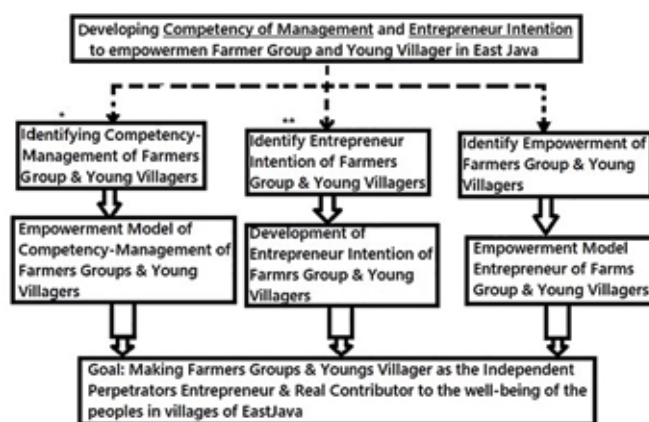 Developing Competency of Management and Entrepreneur Intention
to empowermen Farmer Group and Young Villager in East Java
*
Identifying Competency-
Management of Farmers
Group & Young Villagers
**
Identify Entrepreneur
Intention of Farmers
Group & Young Villagers
Identify Empowerment of
Farmers Group & Young
Villagers
Empowerment Model of
Competency-Management of
Farmers Groups & Young
Villagers
Development of
Entrepreneur Intention of
Farmrs Group & Young
Villagers
Empowerment Model
Entrepreneur of Farms
Group & Young Villagers
Goal: Making Farmers Groups & Youngs Villager as the Independent
Perpetrators Entrepreneur & Real Contributor to the well-being of the
peoples in villages of EastJava